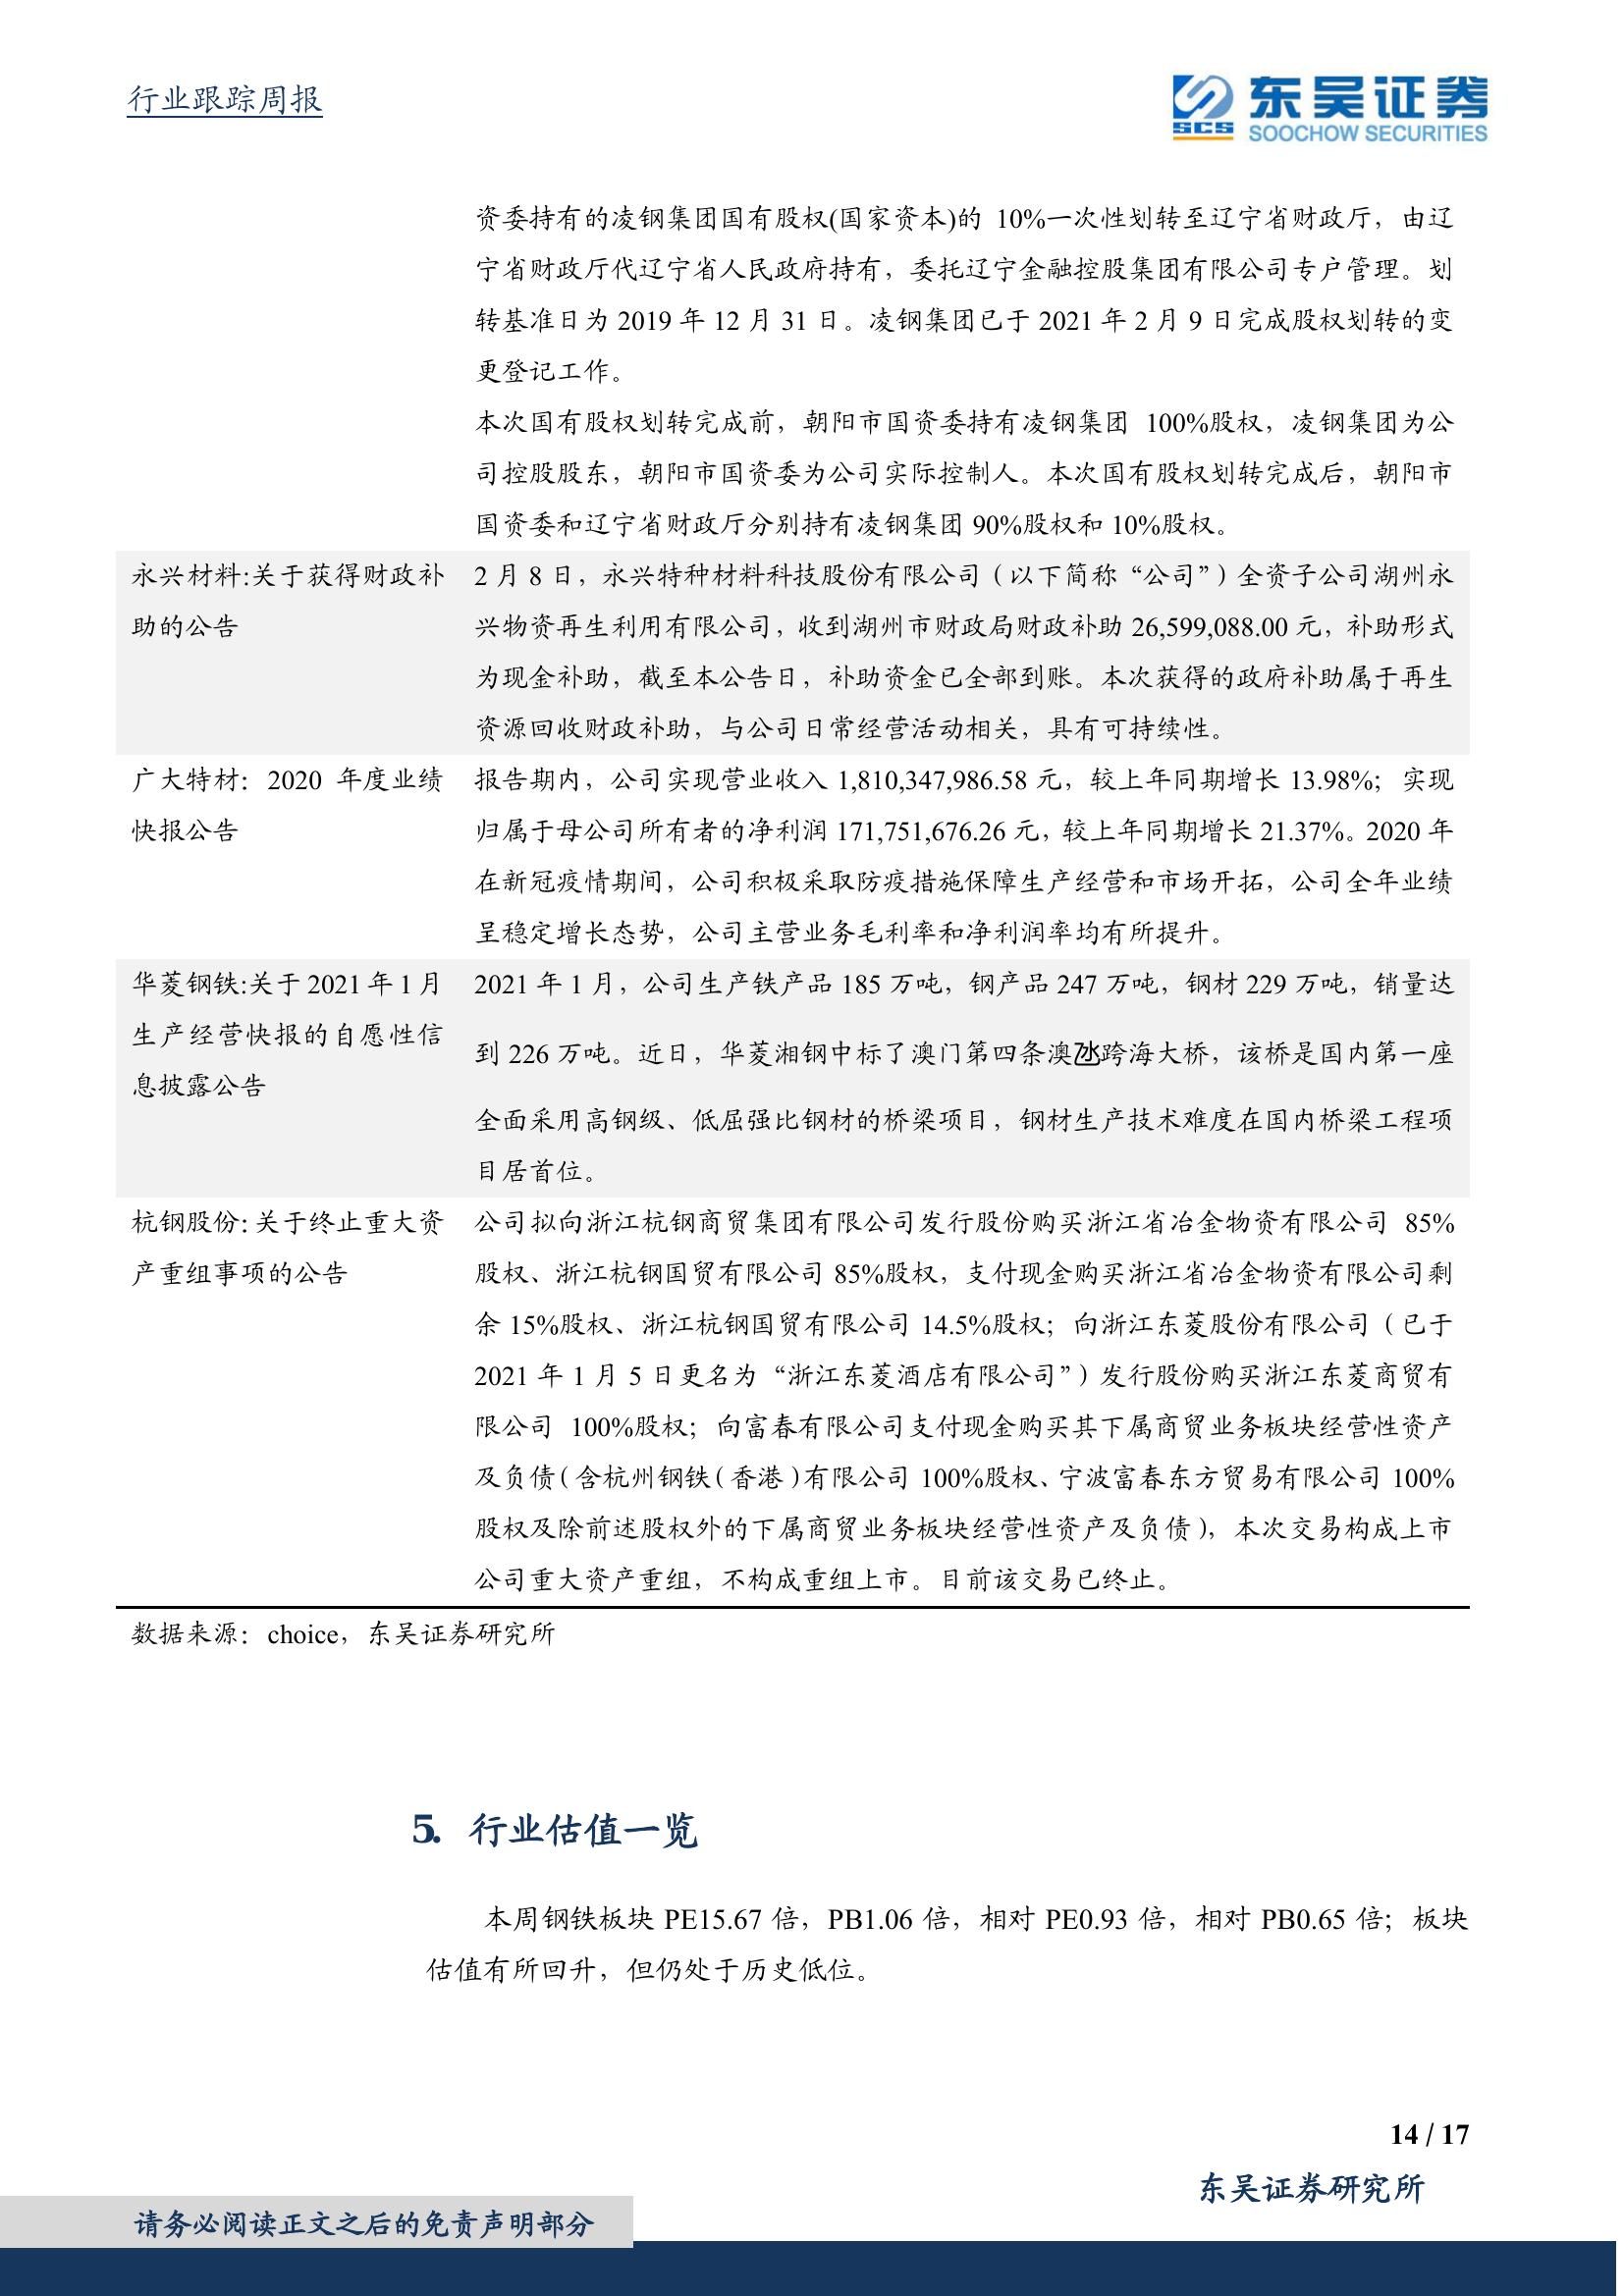 行业跟踪周报
SCS
东吴证券
SOOCHOW SECURITIES
资委持有的凌钢集团国有股权(国家资本)的 10%一次性划转至辽宁省财政厅，由辽
宁省财政厅代辽宁省人民政府持有，委托辽宁金融控股集团有限公司专户管理。划
转基准日为 2019 年 12 月 31 日。凌钢集团已于 2021 年 2 月 9 日完成股权划转的变
更登记工作。
本次国有股权划转完成前，朝阳市国资委持有凌钢集团 100%股权，凌钢集团为公
司控股股东，朝阳市国资委为公司实际控制人。本次国有股权划转完成后，朝阳市
国资委和辽宁省财政厅分别持有凌钢集团 90%股权和 10%股权。
永兴材料:关于获得财政补
助的公告
2 月 8 日，永兴特种材料科技股份有限公司（以下简称“公司”）全资子公司湖州永
兴物资再生利用有限公司，收到湖州市财政局财政补助 26,599,088.00 元，补助形式
为现金补助，截至本公告日，补助资金已全部到账。本次获得的政府补助属于再生
资源回收财政补助，与公司日常经营活动相关，具有可持续性。
广大特材：2020 年度业绩
快报公告
报告期内，公司实现营业收入 1,810,347,986.58 元，较上年同期增长 13.98%；实现
归属于母公司所有者的净利润 171,751,676.26 元，较上年同期增长 21.37%。2020 年
在新冠疫情期间，公司积极采取防疫措施保障生产经营和市场开拓，公司全年业绩
呈稳定增长态势，公司主营业务毛利率和净利润率均有所提升。
华菱钢铁:关于 2021 年 1 月
生产经营快报的自愿性信
息披露公告
2021 年 1 月，公司生产铁产品 185 万吨，钢产品 247 万吨，钢材 229 万吨，销量达
到 226 万吨。近日，华菱湘钢中标了澳门第四条澳氹跨海大桥，该桥是国内第一座
全面采用高钢级、低屈强比钢材的桥梁项目，钢材生产技术难度在国内桥梁工程项
目居首位。
杭钢股份:关于终止重大资
产重组事项的公告
公司拟向浙江杭钢商贸集团有限公司发行股份购买浙江省冶金物资有限公司 85%
股权、浙江杭钢国贸有限公司 85%股权，支付现金购买浙江省冶金物资有限公司剩
余 15%股权、浙江杭钢国贸有限公司 14.5%股权；向浙江东菱股份有限公司（已于
2021 年 1 月 5 日更名为“浙江东菱酒店有限公司”）发行股份购买浙江东菱商贸有
限公司 100%股权；向富春有限公司支付现金购买其下属商贸业务板块经营性资产
及负债（含杭州钢铁（香港）有限公司 100%股权、宁波富春东方贸易有限公司 100%
股权及除前述股权外的下属商贸业务板块经营性资产及负债），本次交易构成上市
公司重大资产重组，不构成重组上市。目前该交易已终止。
数据来源：choice，东吴证券研究所
5. 行业估值一览
本周钢铁板块 PE15.67 倍，PB1.06 倍，相对 PE0.93 倍，相对 PB0.65 倍；板块
估值有所回升，但仍处于历史低位。
14 / 17
东吴证券研究所
请务必阅读正文之后的免责声明部分